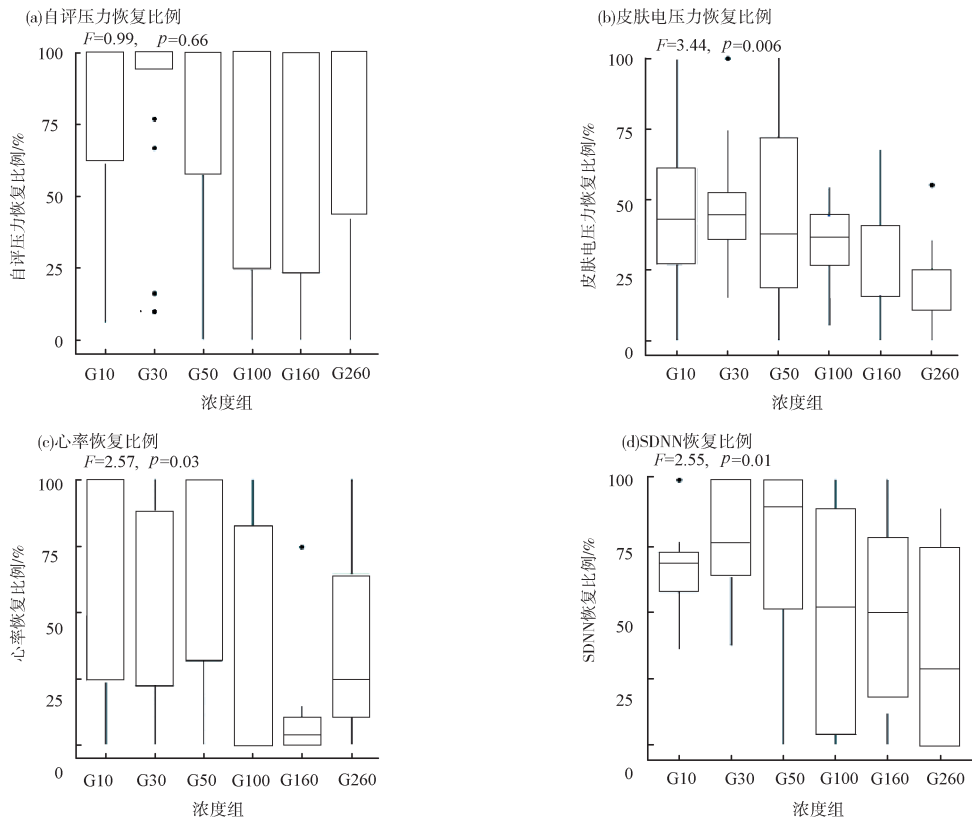 (a)自评压力恢复比例
F=0.99, p=0.66
100
75
50
25
0
自评压力恢复比例/%
G10 G30 G50 G100 G160 G260
浓度组
(b)皮肤电压力恢复比例
F=3.44, p=0.006
100
75
50
25
0
皮肤电压力恢复比例/%
G10 G30 G50 G100 G160 G260
浓度组
(c)心率恢复比例
F=2.57, p=0.03
100
75
50
25
0
心率恢复比例/%
G10 G30 G50 G100 G160 G260
浓度组
(d)SDNN恢复比例
F=2.55, p=0.01
100
75
50
25
0
SDNN恢复比例/%
G10 G30 G50 G100 G160 G260
浓度组